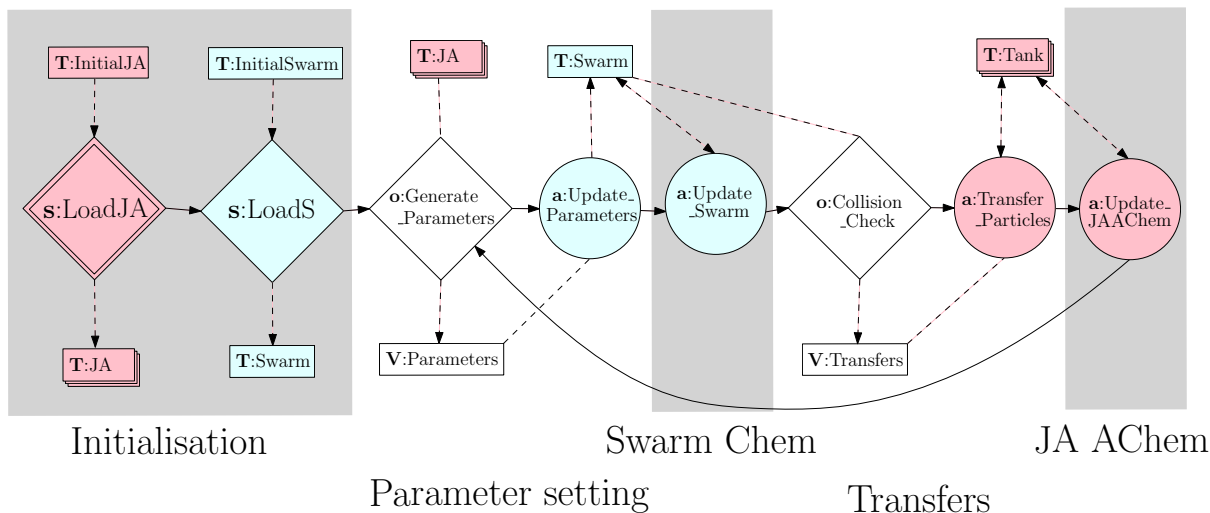 T:InitialJA
T:InitialSwarm
T:JA
T:Swarm
T:Tank
s:LoadJA
s:LoadS
o:Generate
_Parameters
a:Update_
Parameters
a:Update
_Swarm
o:Collision
_Check
a:Transfer
_Particles
a:Update_
JAAChem
T:JA
T:Swarm
V:Parameters
V:Transfers
Initialisation
Swarm Chem
JA AChem
Parameter setting
Transfers